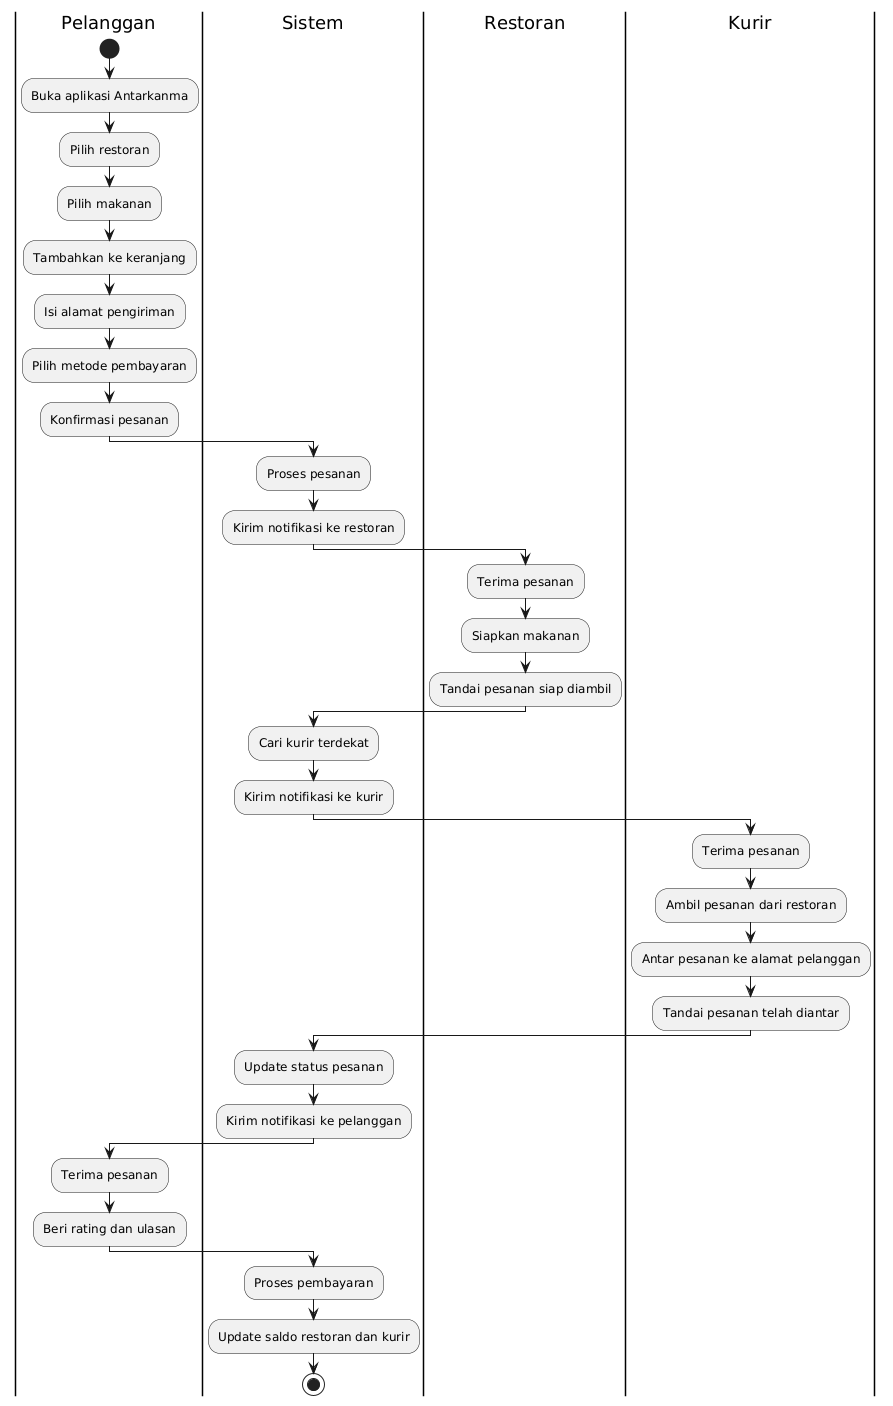 Pelanggan
Sistem
Restoran
Kurir
Buka aplikasi Antarkanma
Pilih restoran
Pilih makanan
Tambahkan ke keranjang
Isi alamat pengiriman
Pilih metode pembayaran
Konfirmasi pesanan
Proses pesanan
Kirim notifikasi ke restoran
Terima pesanan
Siapkan makanan
Tandai pesanan siap diambil
Cari kurir terdekat
Kirim notifikasi ke kurir
Terima pesanan
Ambil pesanan dari restoran
Antar pesanan ke alamat pelanggan
Tandai pesanan telah diantar
Update status pesanan
Kirim notifikasi ke pelanggan
Terima pesanan
Beri rating dan ulasan
Proses pembayaran
Update saldo restoran dan kurir